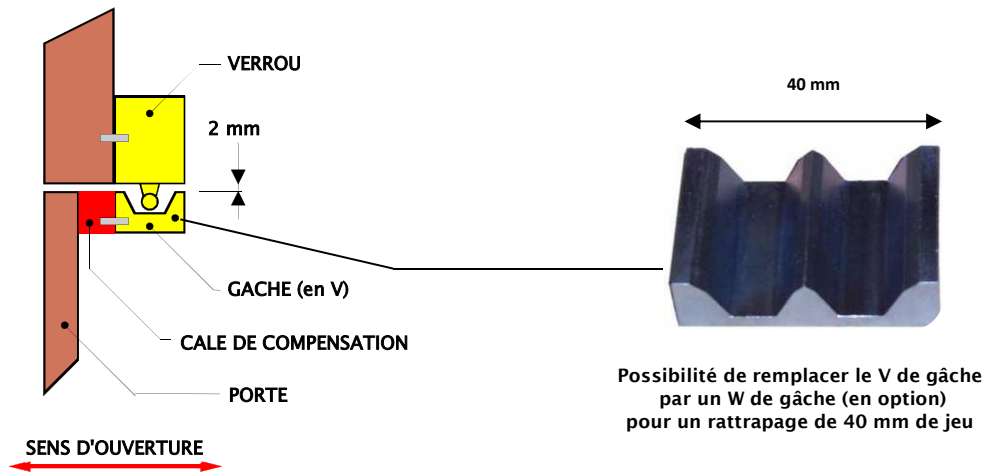 VERROU
2 mm
GACHE (en V)
CALE DE COMPENSATION
PORTE
SENS D'OUVERTURE
40 mm
Possibilité de remplacer le V de gâche
par un W de gâche (en option)
pour un rattrapage de 40 mm de jeu